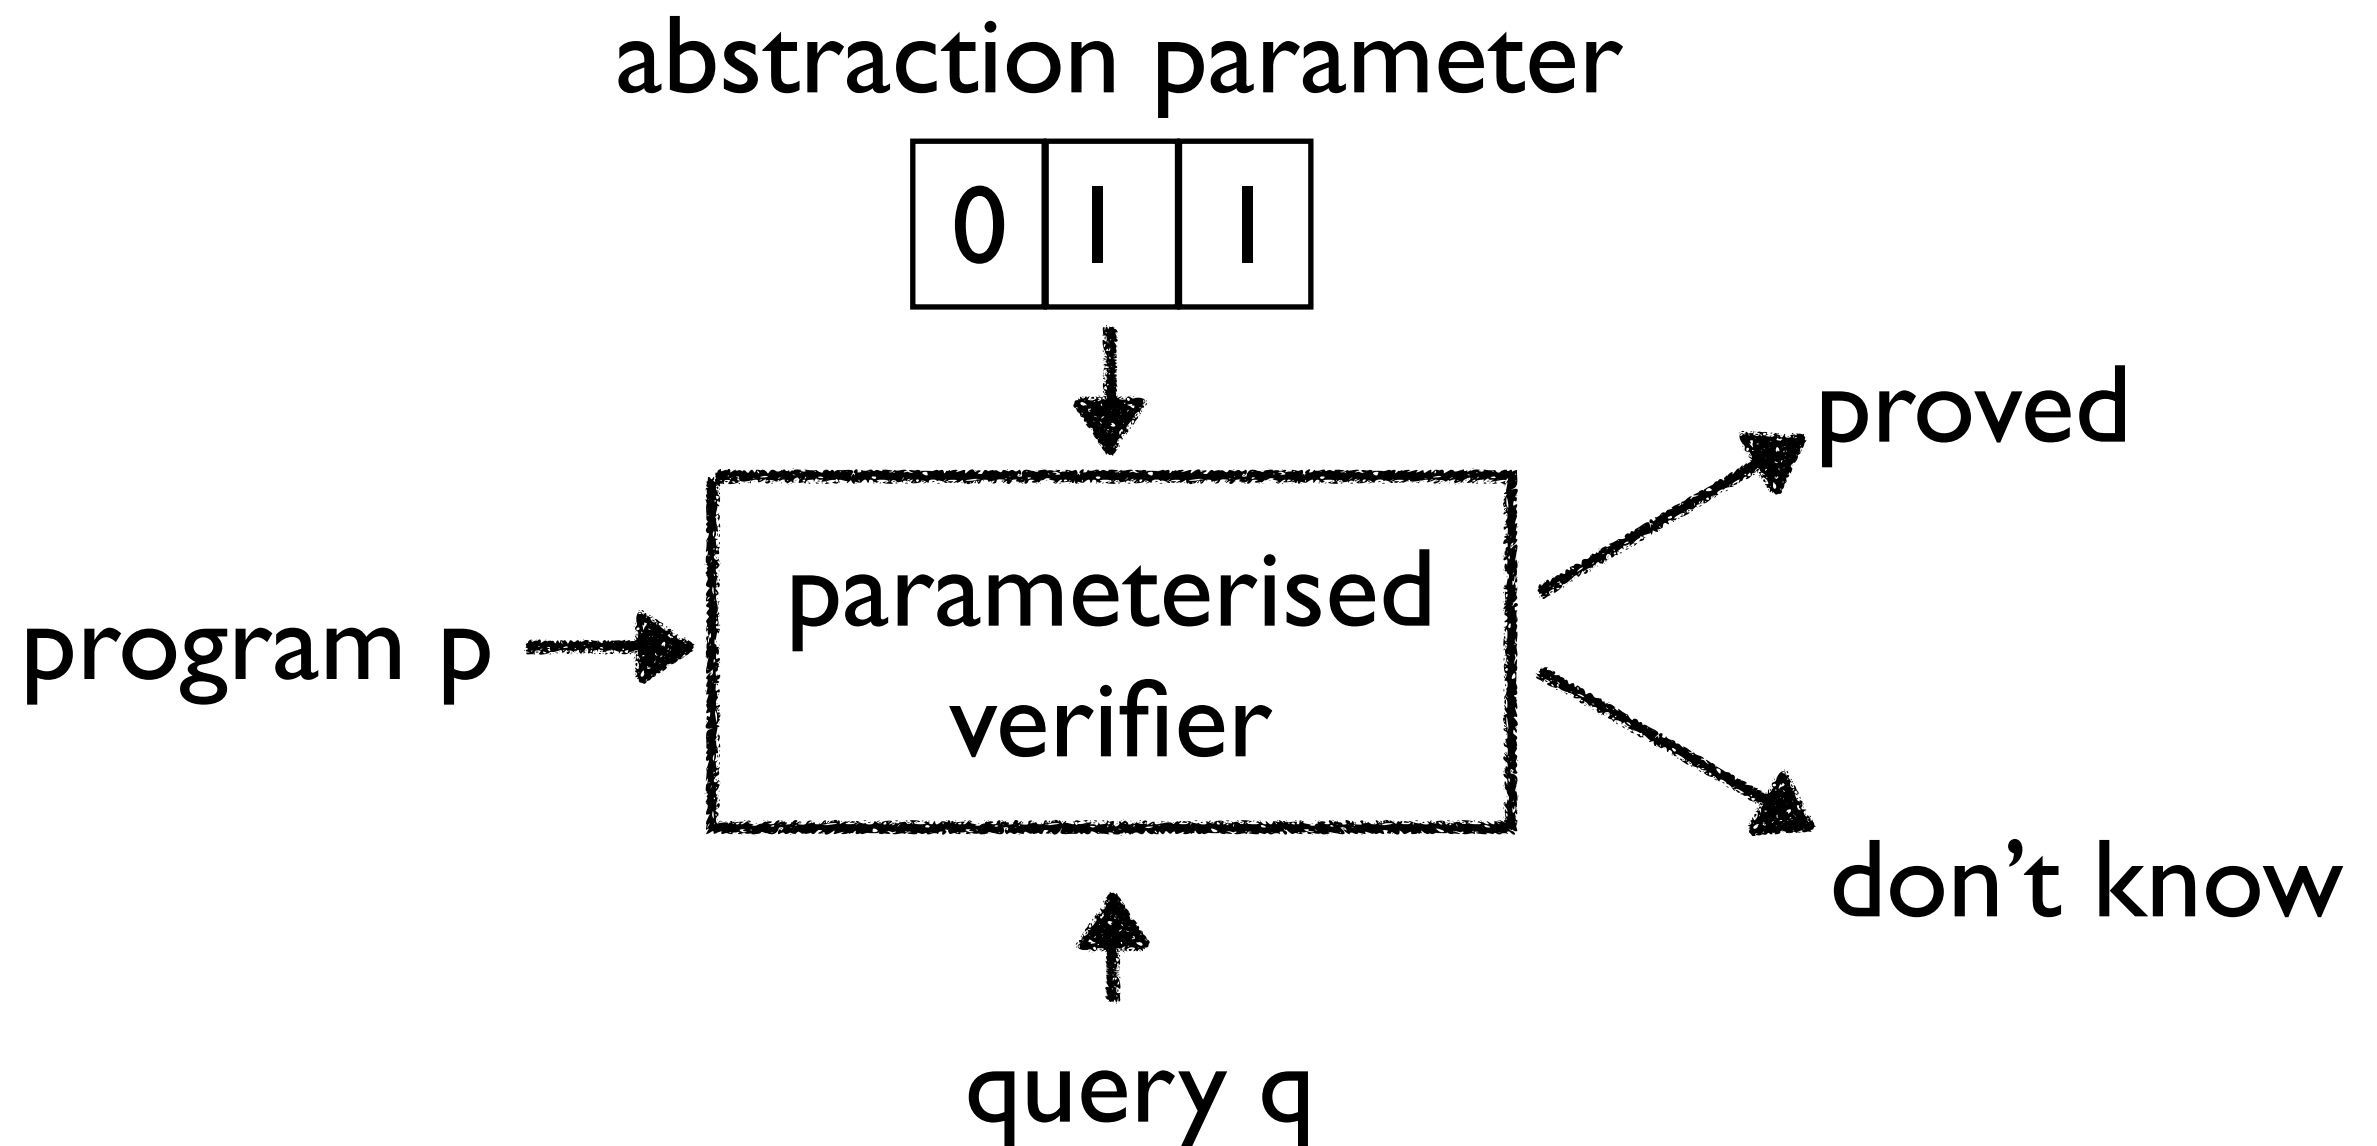 abstraction parameter
0 1 1
proved
parameterised
program p
verifier
don’t know
query q